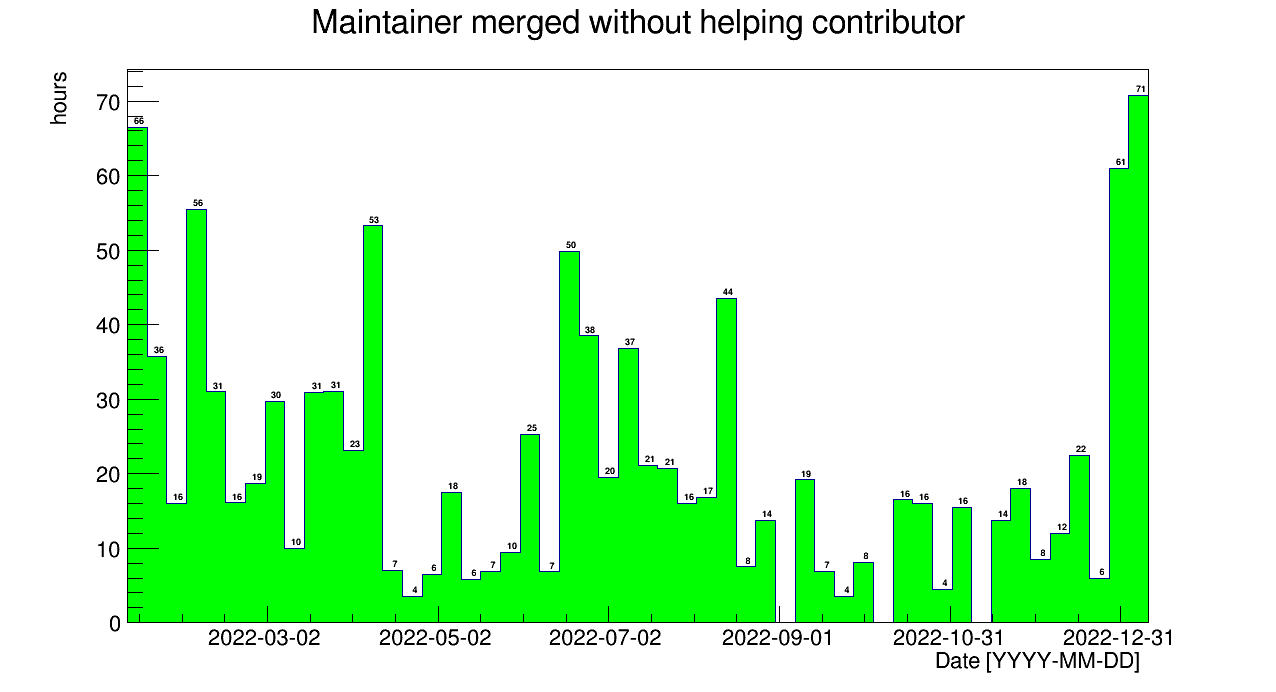 Maintainer merged without helping contributor
hours
70
60
50
40
30
20
10
0
66 36 16 56 31 16 19 30 10 31 31 23 53 7 4 6 18 6 7 10 25 7 50 38 20 37 21 21 16 17 44 8 14 19 7 4 8 16 16 4 16 14 18 8 12 22 6 61 71
2022-03-02 2022-05-02 2022-07-02 2022-09-01 2022-10-31 2022-12-31
Date [YYYY-MM-DD]